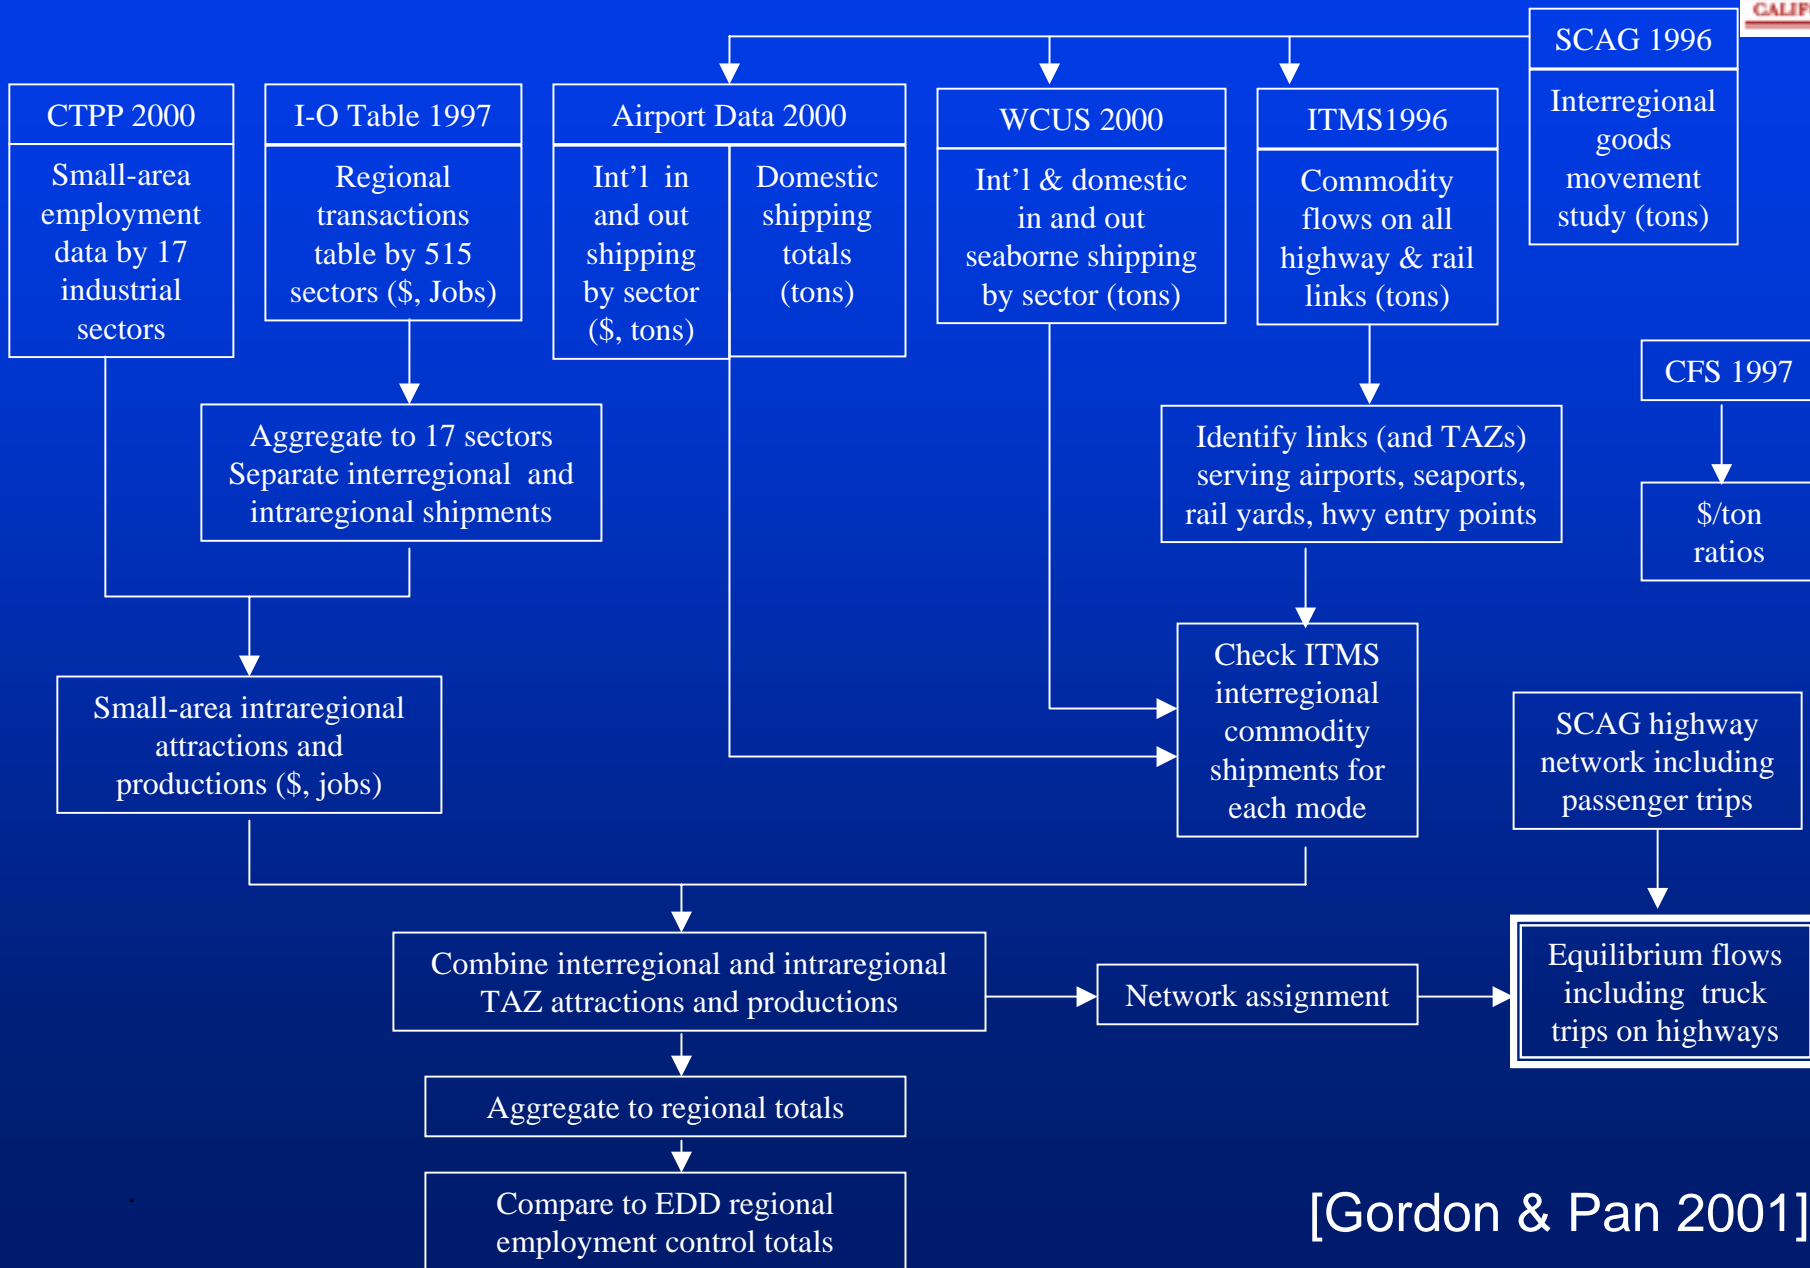 CALIF
SCAG 1996
Interregional
goods
movement
study (tons)
CTPP 2000
Small-area
employment
data by 17
industrial
sectors
I-O Table 1997
Regional
transactions
table by 515
sectors ($, Jobs)
Airport Data 2000
Int'l in
and out
shipping
by sector
($, tons)
Domestic
shipping
totals
(tons)
WCUS 2000
Int'l & domestic
in and out
seaborne shipping
by sector (tons)
ITMS1996
Commodity
flows on all
highway & rail
links (tons)
CFS 1997
Aggregate to 17 sectors
Separate interregional and
intraregional shipments
Identify links (and TAZs)
serving airports, seaports,
rail yards, hwy entry points
$/ton
ratios
Small-area intraregional
attractions and
productions ($, jobs)
Check ITMS
interregional
commodity
shipments for
each mode
SCAG highway
network including
passenger trips
Combine interregional and intraregional
TAZ attractions and productions
Network assignment
Equilibrium flows
including truck
trips on highways
Aggregate to regional totals
Compare to EDD regional
employment control totals
[Gordon & Pan 2001]